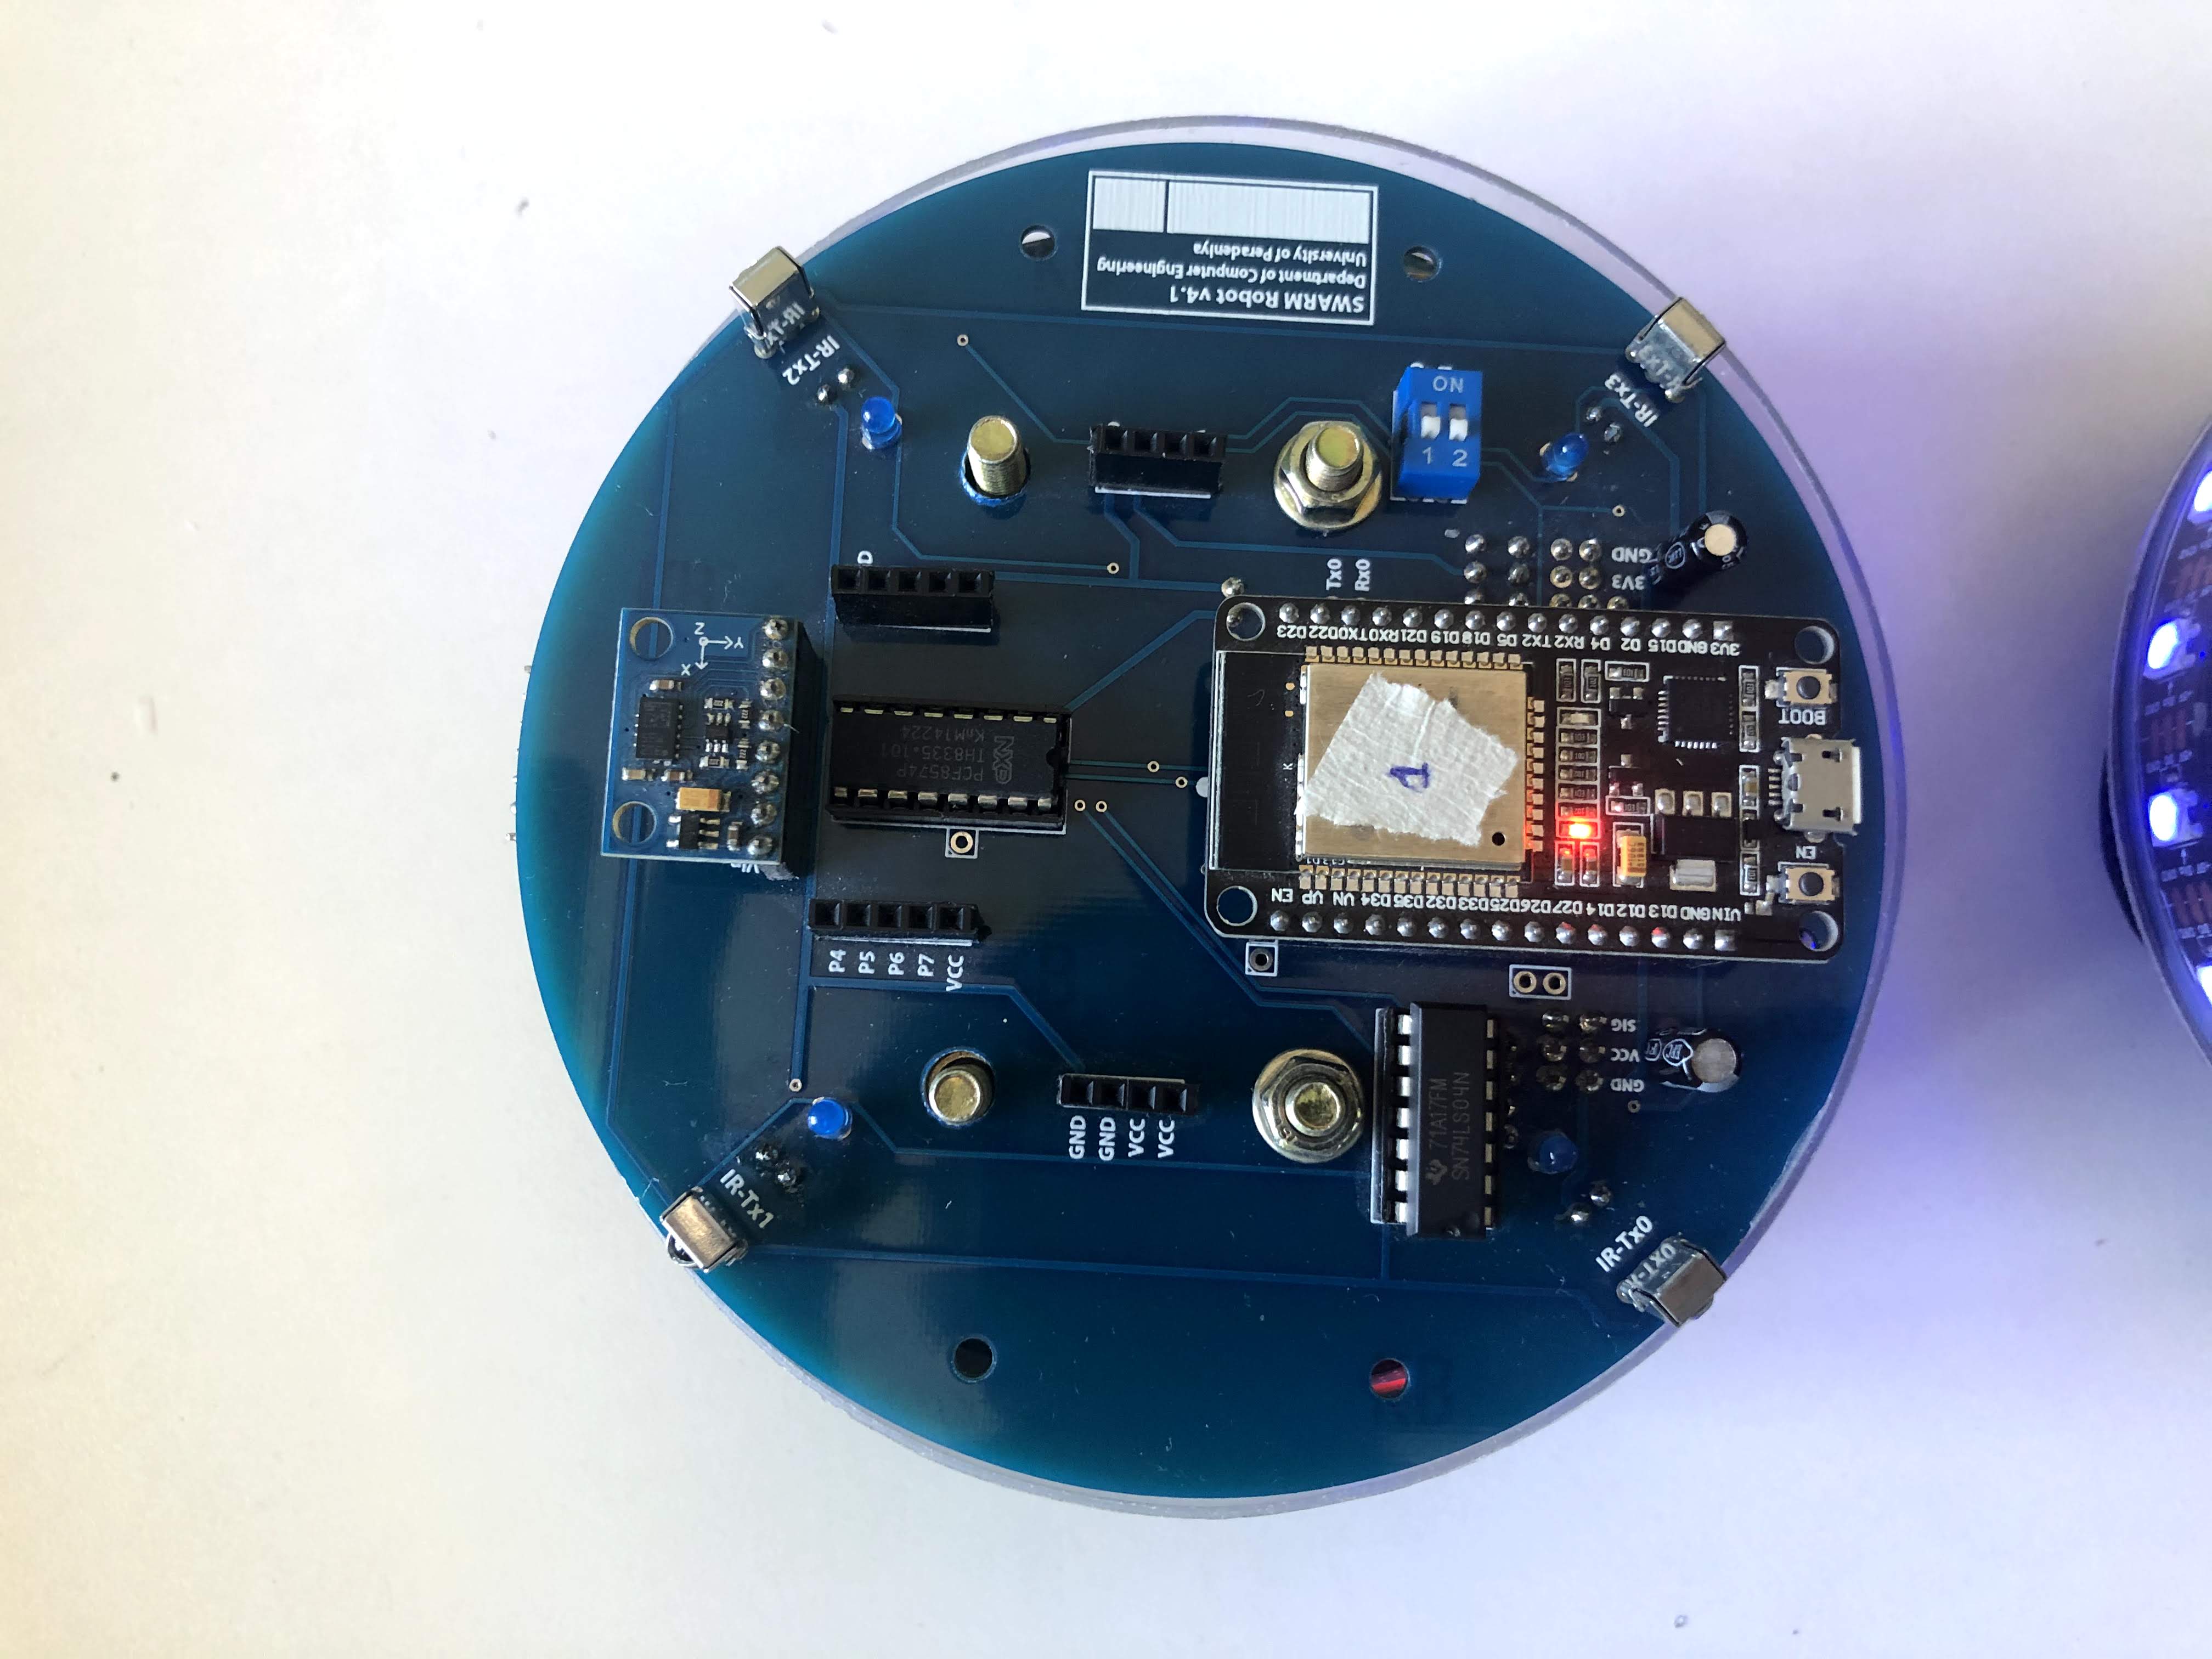 X
Z
Y
IR-Tx1
IR-Tx2
P4
P5
P6
P7
VCC
D
PCF8574P
KnM14224
GND
GND
VCC
VCC
SWARM Robot v4.1
Department of Computer Engineering
University of Peradeniya
Tx0
Rx0
EN VP VN D34 D35 D32 D33 D25 D26 D27 D14 D12 D13 GND VIN
D23 D22 TX0 RX0 D21 D19 D18 D5 TX2 RX2 D4 D2 D15 GND 3V3
1
ON
1 2
71A17FM
SN74LS04N
GND
VCC
SIG
3V3
GND
IR-Tx0
IR-Tx3
EN
BOOT